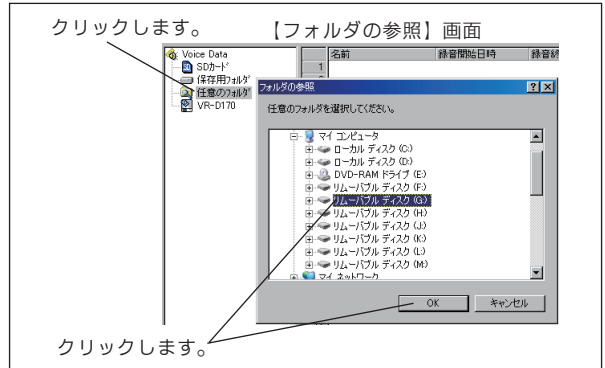 クリックします。
【フォルダの参照】画面
Voice Data
SDカード
保存用フォルダ
任意のフォルダ
VR-D170
名前
録音開始日時
1
フォルダの参照
任意のフォルダを選択してください。
マイ コンピュータ
ローカル ディスク (C:)
ローカル ディスク (D:)
DVD-RAM ドライブ (E:)
リムーバブル ディスク (F:)
リムーバブル ディスク (G:)
リムーバブル ディスク (H:)
リムーバブル ディスク (J:)
リムーバブル ディスク (K:)
リムーバブル ディスク (L:)
リムーバブル ディスク (M:)
マイ ネットワーク
OK
キャンセル
クリックします。